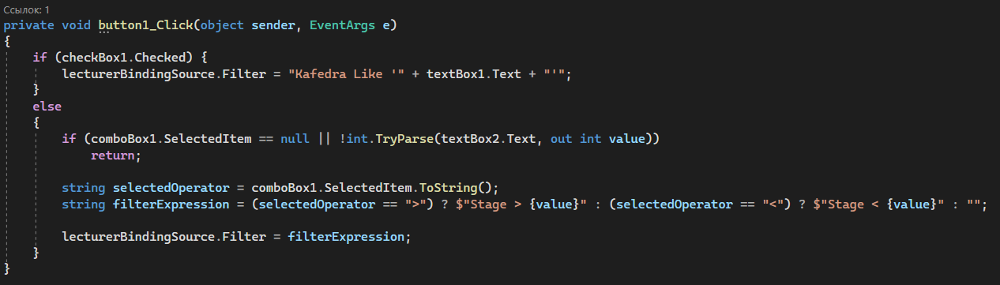 Ссылок: 1
private void button1_Click(object sender, EventArgs e)
{
    if (checkBox1.Checked) {
        lecturerBindingSource.Filter = "Kafedra Like '" + textBox1.Text + "'";
    }
    else
    {
        if (comboBox1.SelectedItem == null || !int.TryParse(textBox2.Text, out int value))
            return;

        string selectedOperator = comboBox1.SelectedItem.ToString();
        string filterExpression = (selectedOperator == ">") ? $"Stage > {value}" : (selectedOperator == "<") ? $"Stage < {value}" : "";

        lecturerBindingSource.Filter = filterExpression;
    }
}